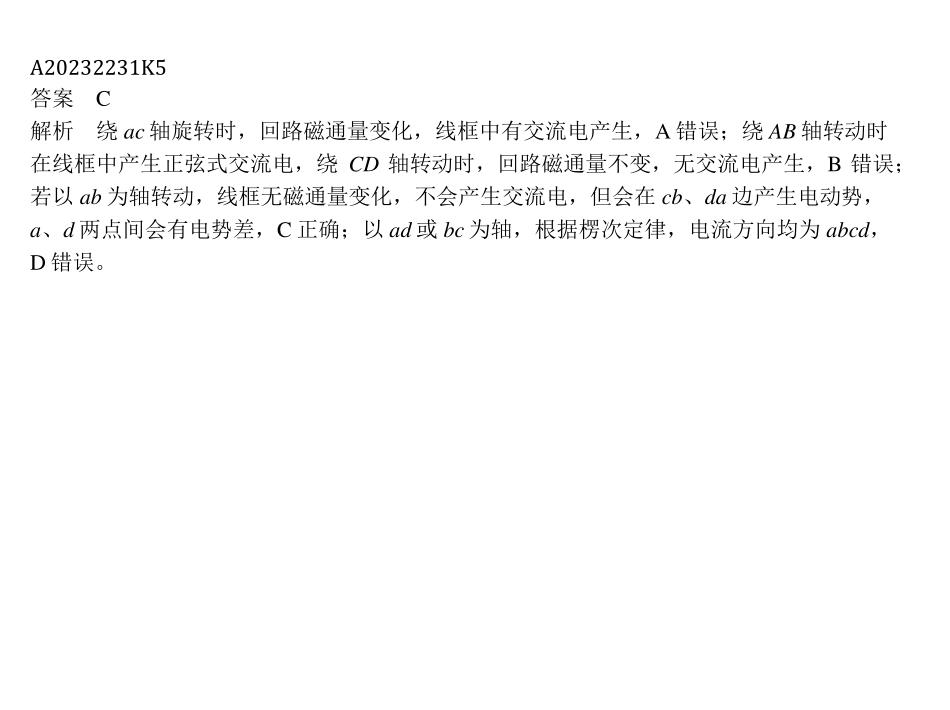 A20232231K5
答案 C
解析 绕 ac 轴旋转时，回路磁通量变化，线框中有交流电产生，A 错误；绕 AB 轴转动时
在线框中产生正弦式交流电，绕 CD 轴转动时，回路磁通量不变，无交流电产生，B 错误；
若以 ab 为轴转动，线框无磁通量变化，不会产生交流电，但会在 cb、da 边产生电动势，
a、d 两点间会有电势差，C 正确；以 ad 或 bc 为轴，根据楞次定律，电流方向均为 abcd，
D 错误。